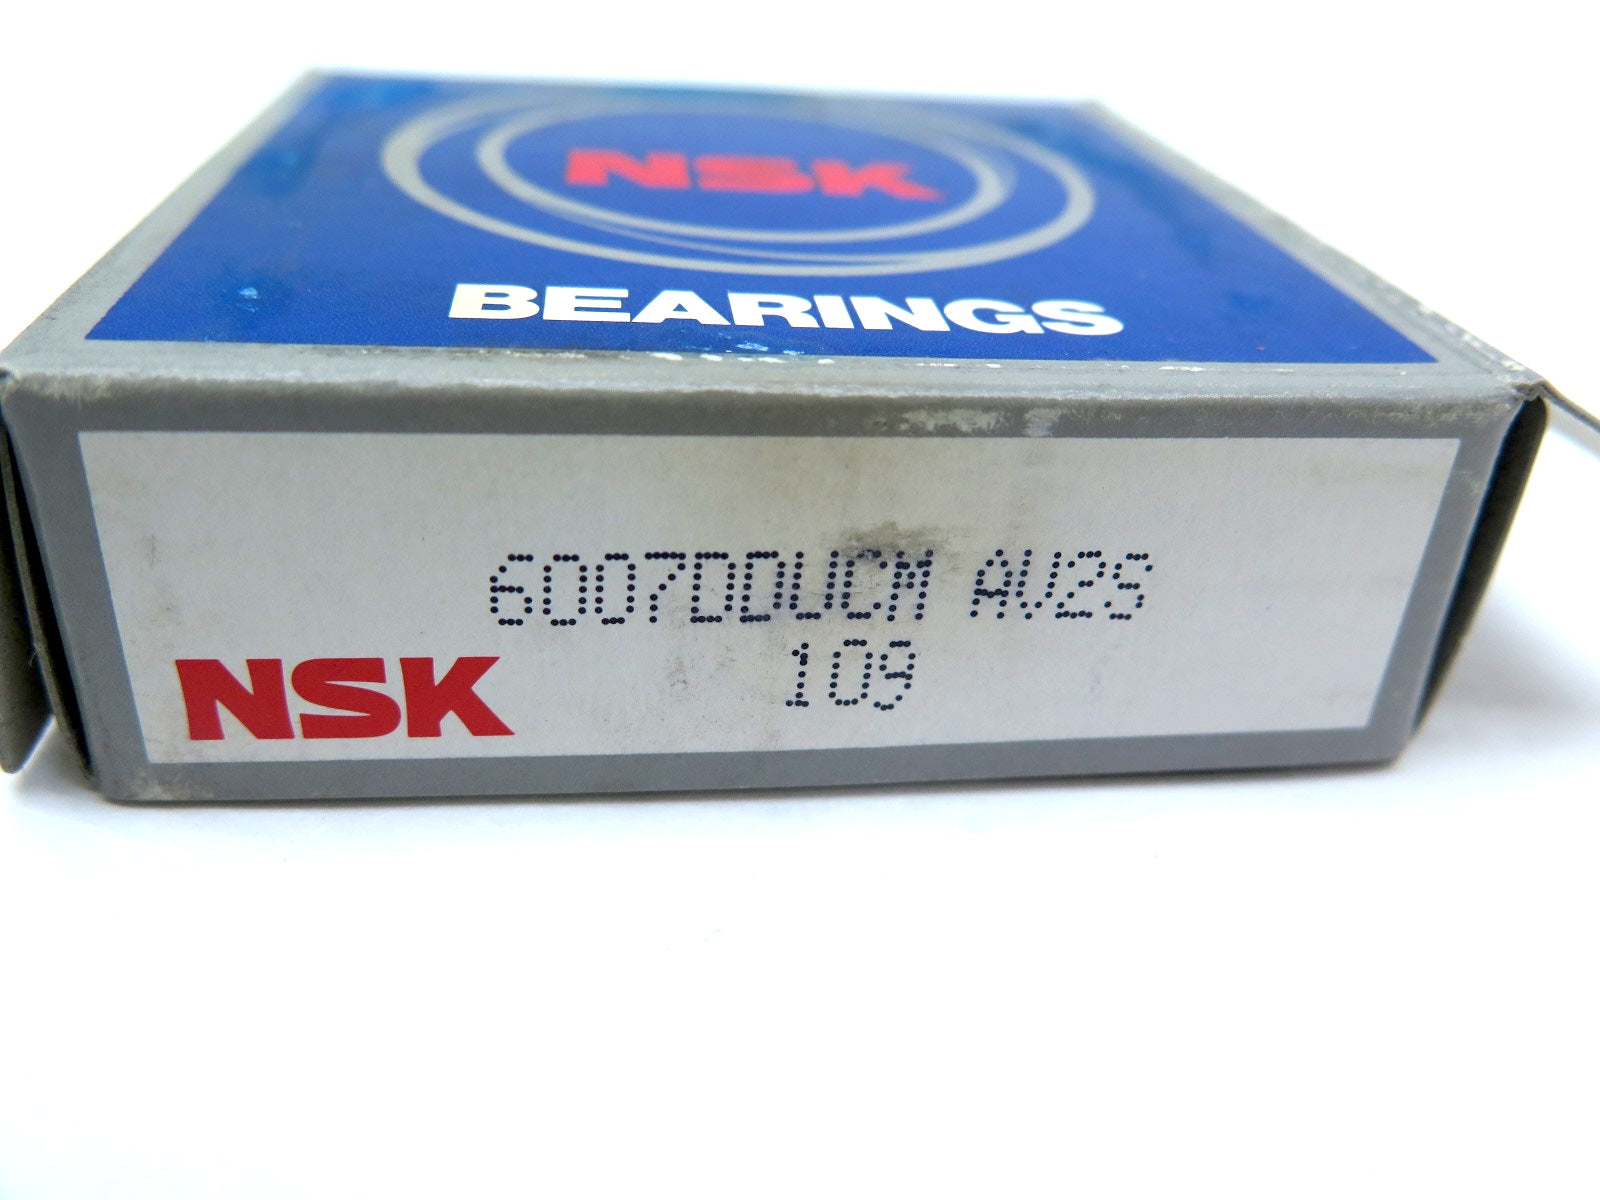 NSK
BEARINGS
6007DDUCM AV2S
109
NSK